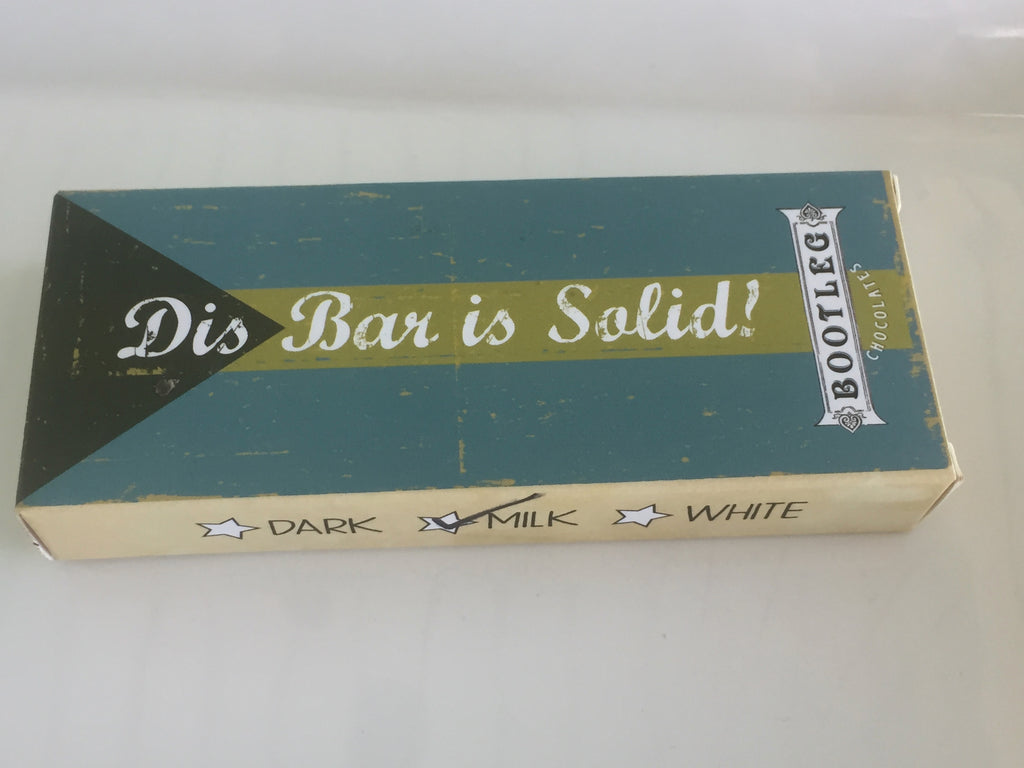 Dis Bar is Solid!
BOOTLEG
CHOCOLATES
DARK MILK WHITE